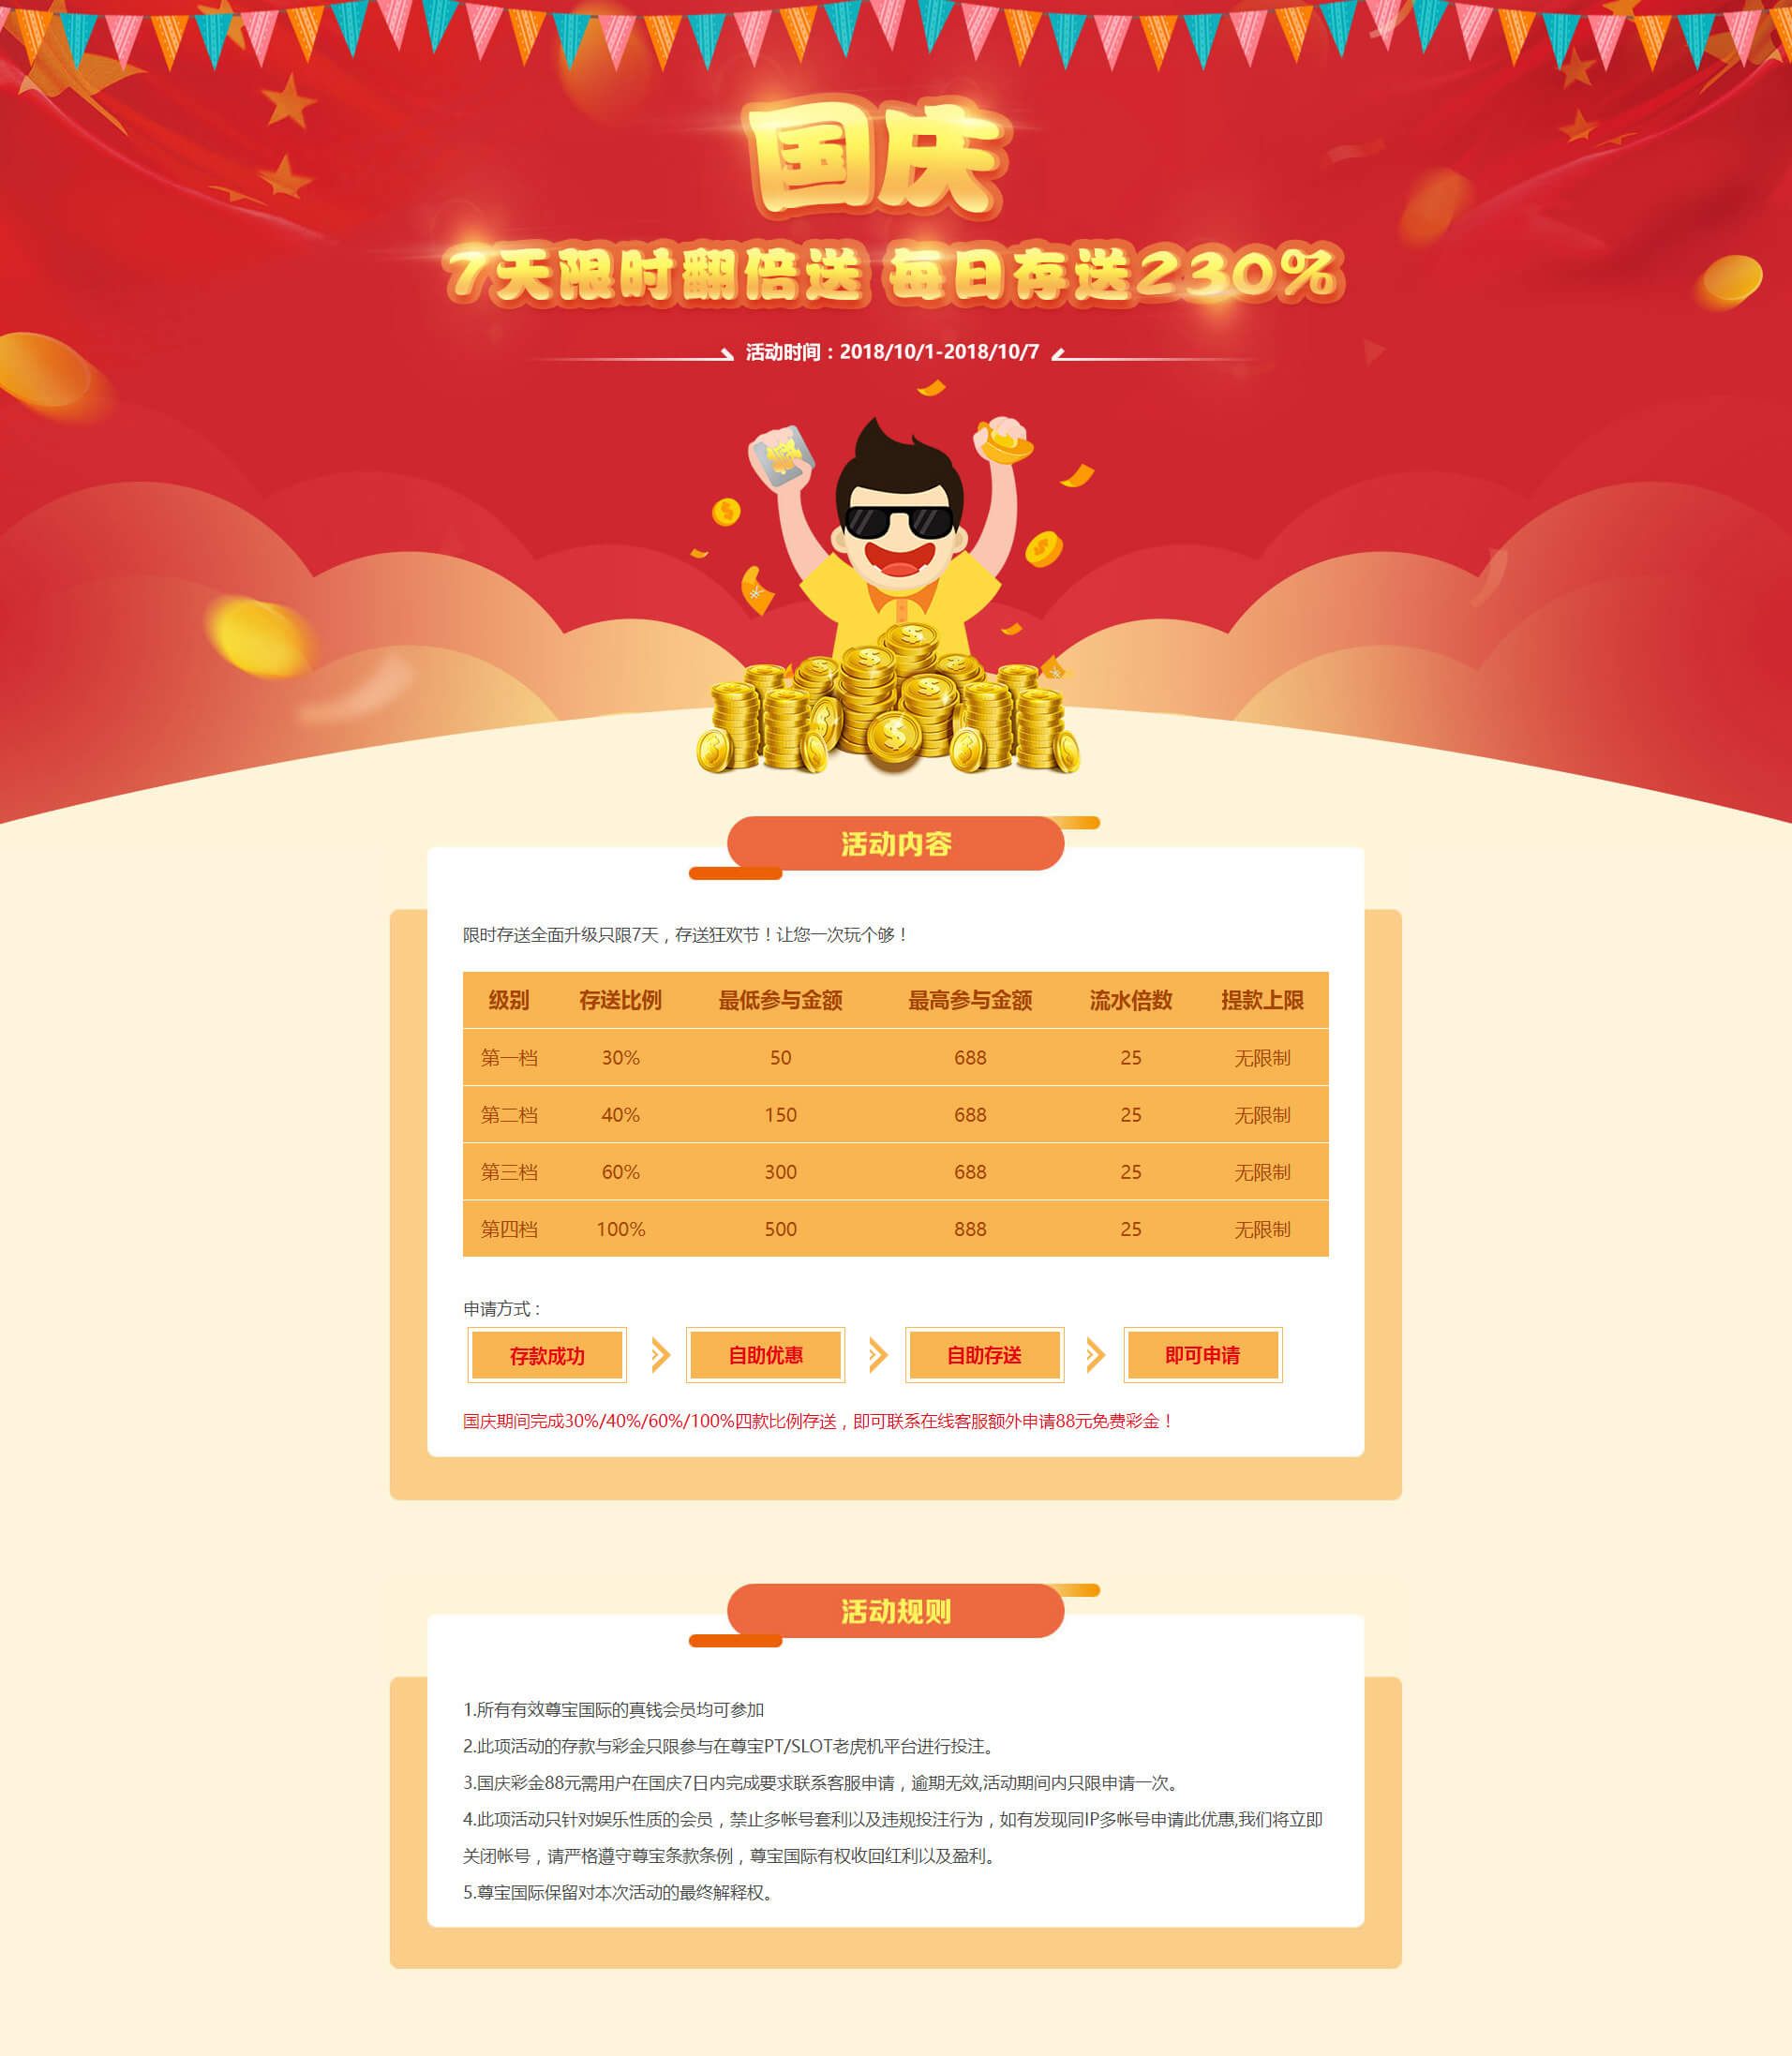 国庆
7天限时翻倍送 每日存送230%
活动时间：2018/10/1-2018/10/7
活动内容
限时存送全面升级只限7天，存送狂欢节！让您一次玩个够！
级别 存送比例 最低参与金额 最高参与金额 流水倍数 提款上限
第一档 30% 50 688 25 无限制
第二档 40% 150 688 25 无限制
第三档 60% 300 688 25 无限制
第四档 100% 500 888 25 无限制
申请方式：
存款成功 自助优惠 自助存送 即可申请
国庆期间完成30%/40%/60%/100%四款比例存送，即可联系在线客服额外申请88元免费彩金！
活动规则
1.所有有效尊宝国际的真钱会员均可参加
2.此项活动的存款与彩金只限参与在尊宝PT/SLOT老虎机平台进行投注。
3.国庆彩金88元需用户在国庆7日内完成要求联系客服申请，逾期无效,活动期间内只限申请一次。
4.此项活动只针对娱乐性质的会员，禁止多帐号套利以及违规投注行为，如有发现同IP多帐号申请此优惠,我们将立即
关闭帐号，请严格遵守尊宝条款条例，尊宝国际有权收回红利以及盈利。
5.尊宝国际保留对本次活动的最终解释权。